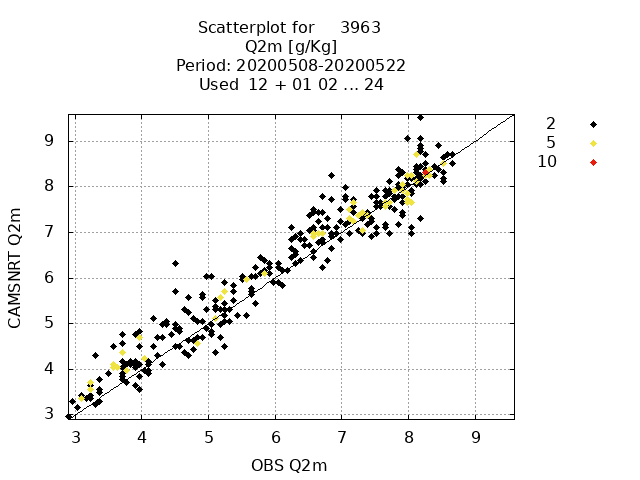 Scatterplot for 3963
Q2m [g/Kg]
Period: 20200508-20200522
Used 12 + 01 02 ... 24
2
5
10
9
8
7
6
5
4
3
CAMSNRT Q2m
3 4 5 6 7 8 9
OBS Q2m